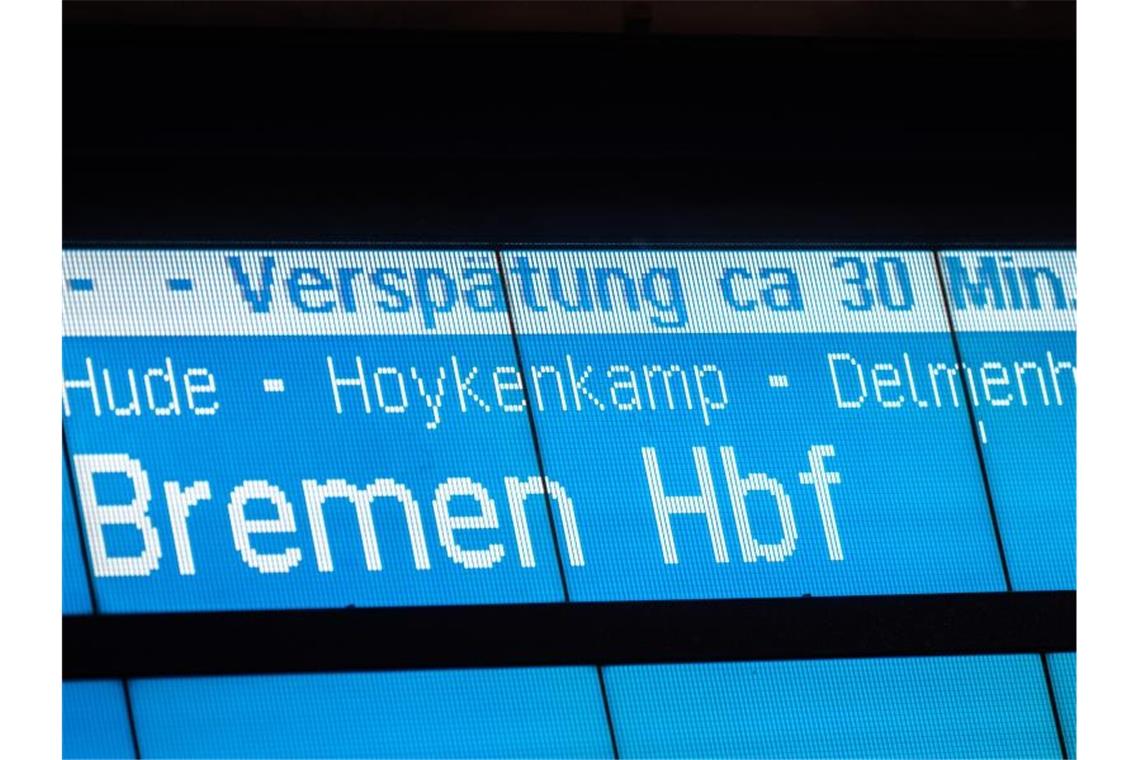 - - Verspätung ca 30 Min.
Hude - Hoykenkamp - Delmenh
Bremen Hbf